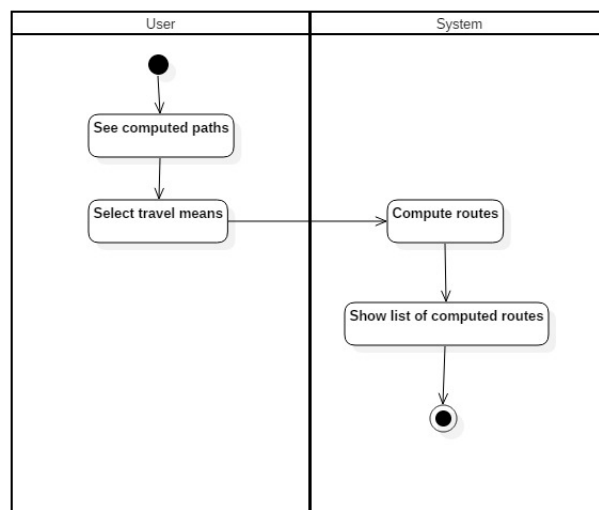 User
System
See computed paths
Select travel means
Compute routes
Show list of computed routes